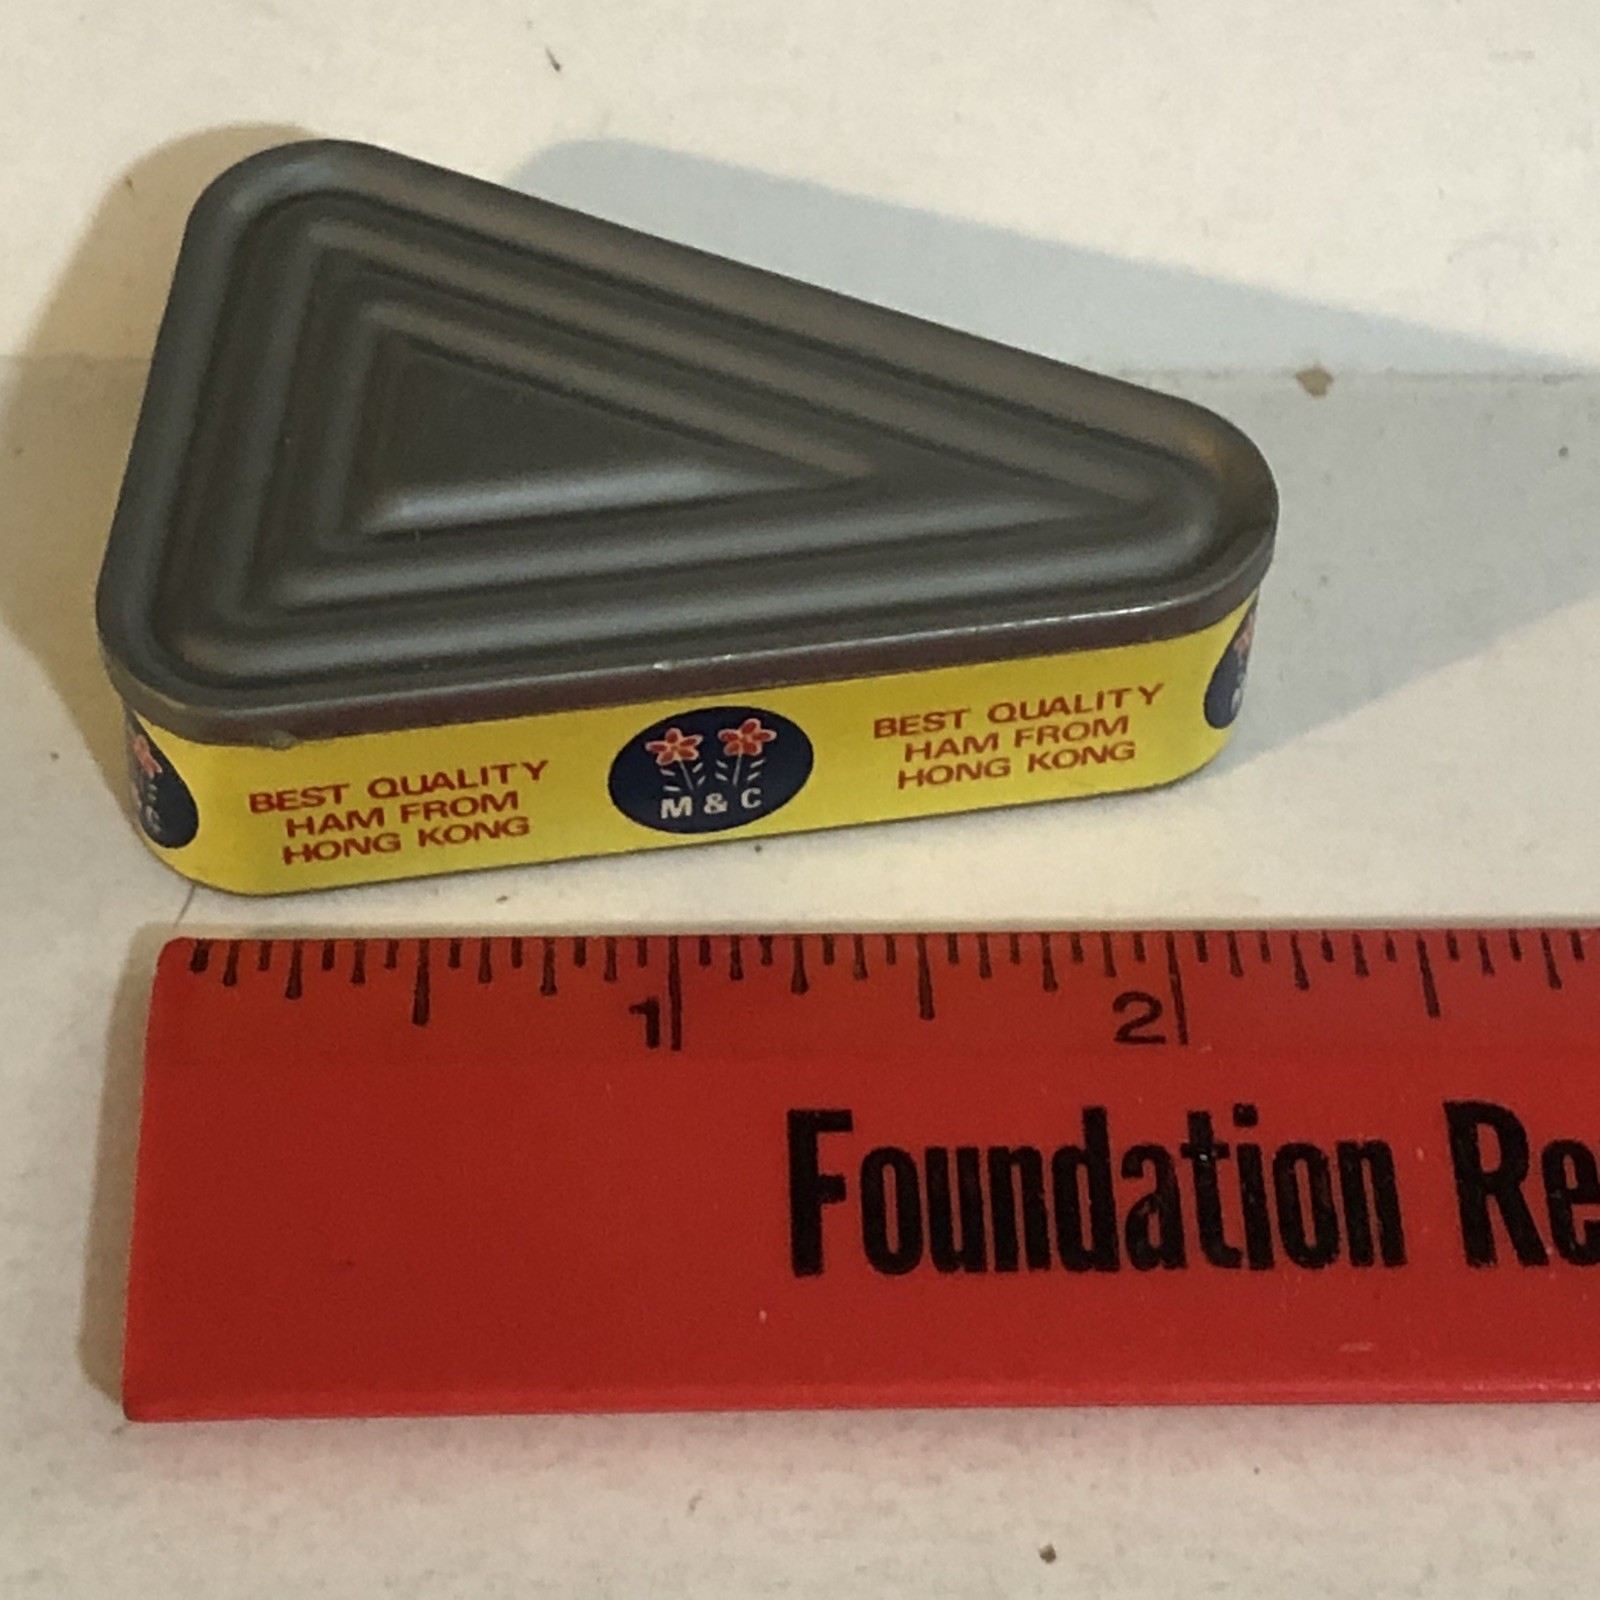 BEST QUALITY
HAM FROM
HONG KONG
M & C
BEST QUALITY
HAM FROM
HONG KONG
1 2
Foundation Re